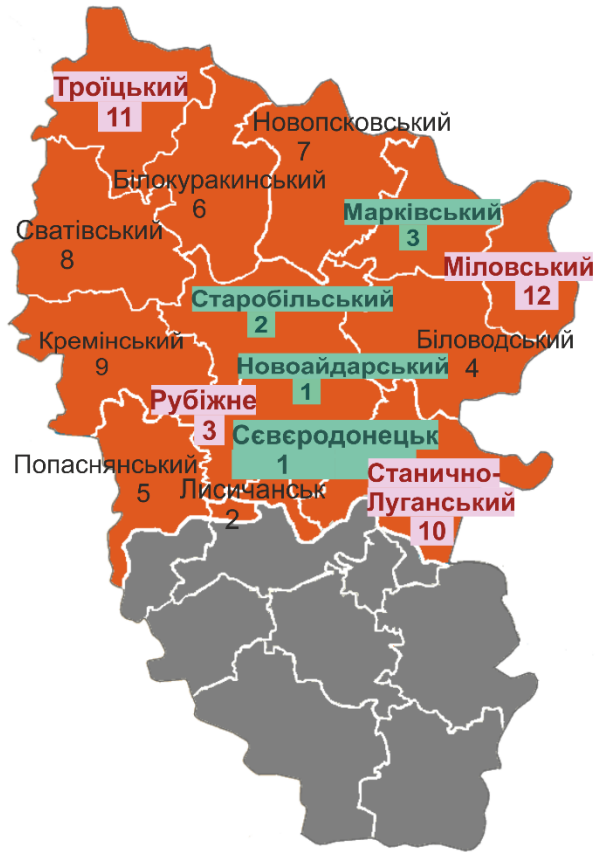 Троїцький
11
Новопсковський
7
Білокуракинський
6
Марківський
3
Сватівський
8
Міловський
12
Старобільський
2
Кремінський
9
Біловодський
4
Новоайдарський
1
Рубіжне
3
Сєвєродонецьк
1
Попаснянський
5
Лисичанськ
2
Станично-
Луганський
10